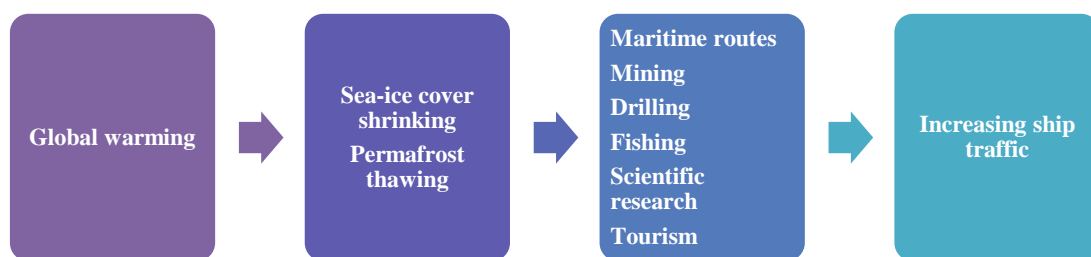 Global warming
Sea-ice cover
shrinking
Permafrost
thawing
Maritime routes
Mining
Drilling
Fishing
Scientific
research
Tourism
Increasing ship
traffic